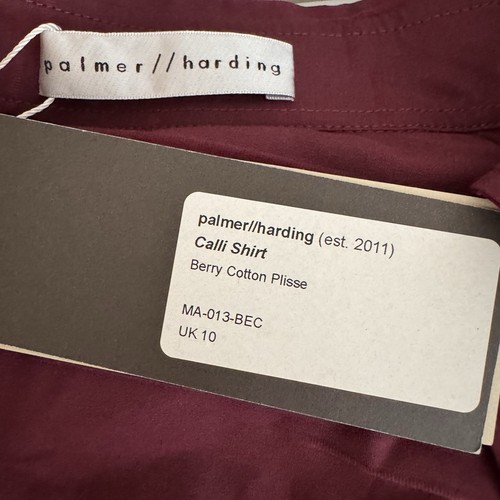 palmer//harding
palmer//harding (est. 2011)
Calli Shirt
Berry Cotton Plisse
MA-013-BEC
UK 10